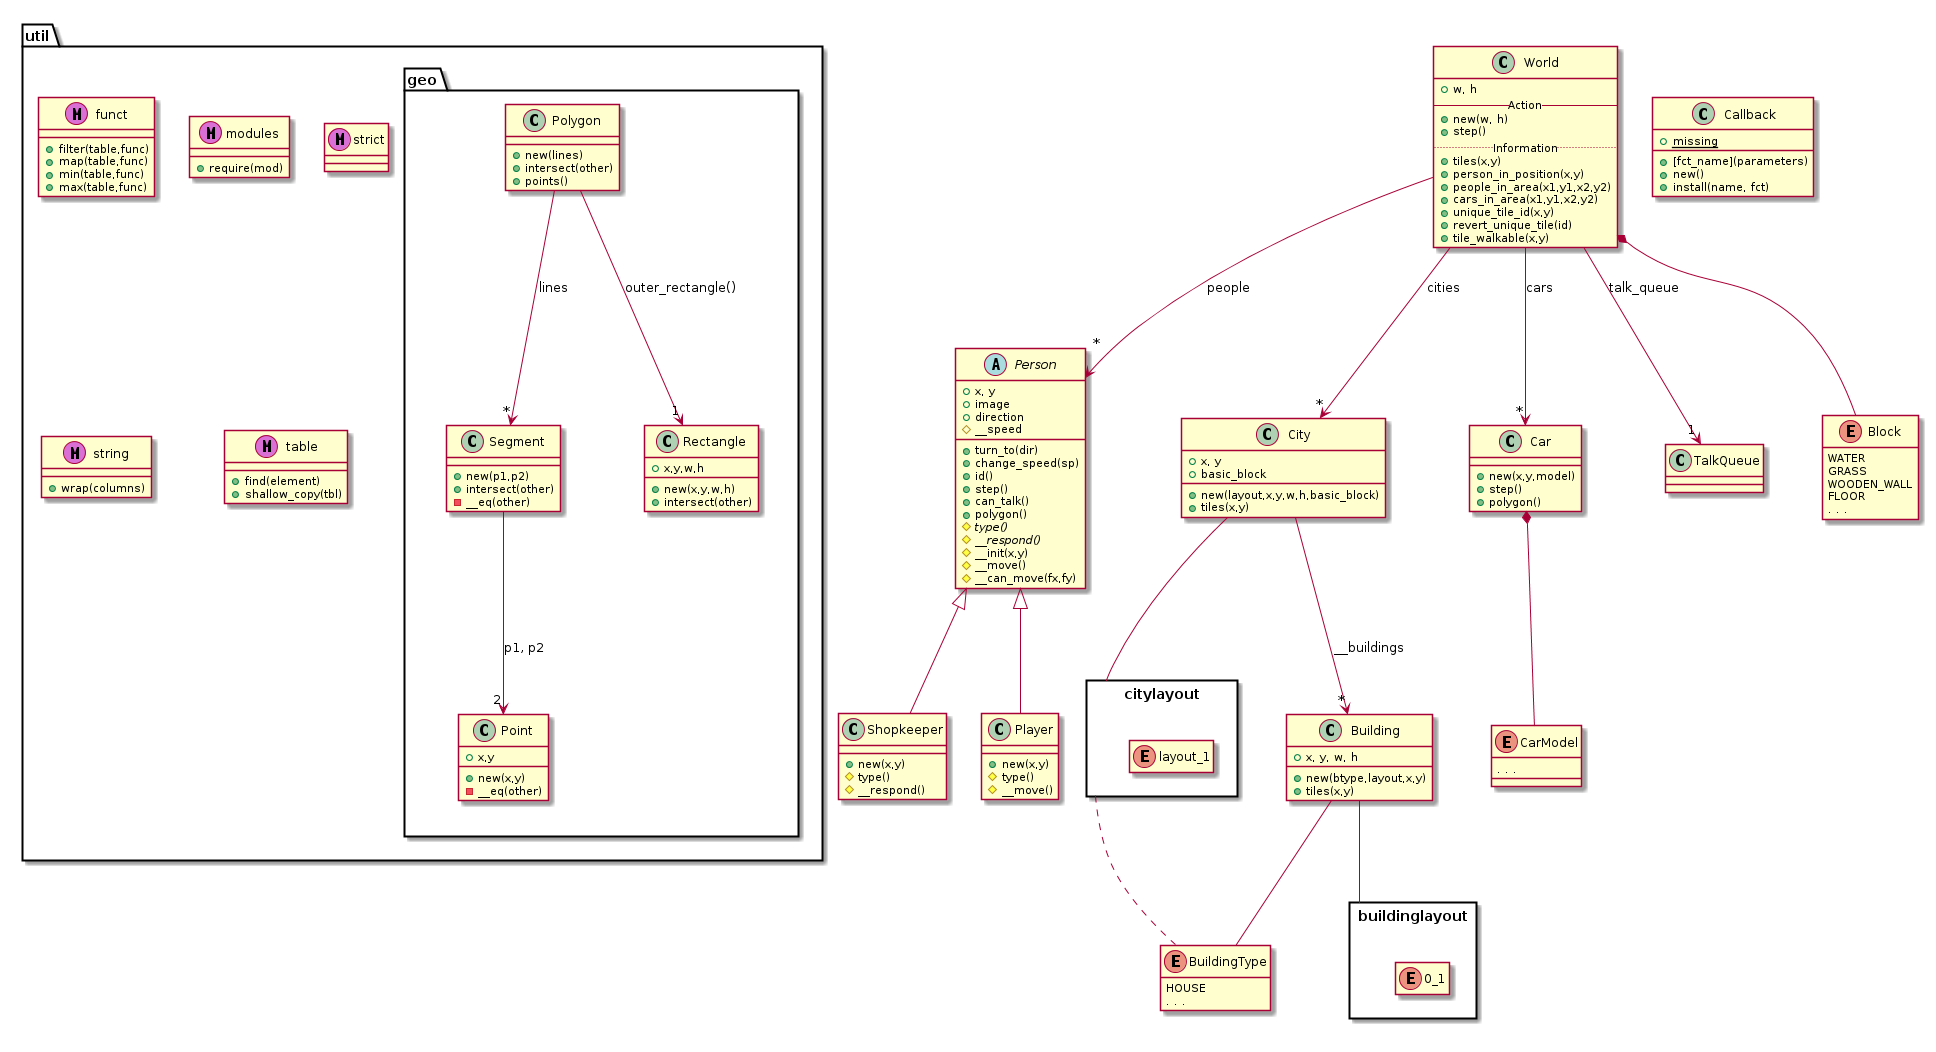 util
M funct
filter(table,func)
map(table,func)
min(table,func)
max(table,func)
M modules
require(mod)
M strict
M string
wrap(columns)
M table
find(element)
shallow_copy(tbl)
geo
C Polygon
new(lines)
intersect(other)
points()
lines
outer_rectangle()
*
1
C Segment
new(p1,p2)
intersect(other)
__eq(other)
C Rectangle
x,y,w,h
new(x,y,w,h)
intersect(other)
p1, p2
2
C Point
x,y
new(x,y)
__eq(other)
C World
w, h
Action
new(w, h)
step()
Information
tiles(x,y)
person_in_position(x,y)
people_in_area(x1,y1,x2,y2)
cars_in_area(x1,y1,x2,y2)
unique_tile_id(x,y)
revert_unique_tile(id)
tile_walkable(x,y)
C Callback
missing
[fct_name](parameters)
new()
install(name, fct)
people
cities
cars
talk_queue
*
*
*
1
A Person
x, y
image
direction
__speed
turn_to(dir)
change_speed(sp)
id()
step()
can_talk()
polygon()
type()
__respond()
__init(x,y)
__move()
__can_move(fx,fy)
C City
x, y
basic_block
new(layout,x,y,w,h,basic_block)
tiles(x,y)
C Car
new(x,y,model)
step()
polygon()
C TalkQueue
E Block
WATER
GRASS
WOODEN_WALL
FLOOR
. . .
__buildings
*
C Shopkeeper
new(x,y)
type()
__respond()
C Player
new(x,y)
type()
__move()
citylayout
E layout_1
C Building
x, y, w, h
new(btype,layout,x,y)
tiles(x,y)
E CarModel
. . .
E BuildingType
HOUSE
. . .
buildinglayout
E 0_1